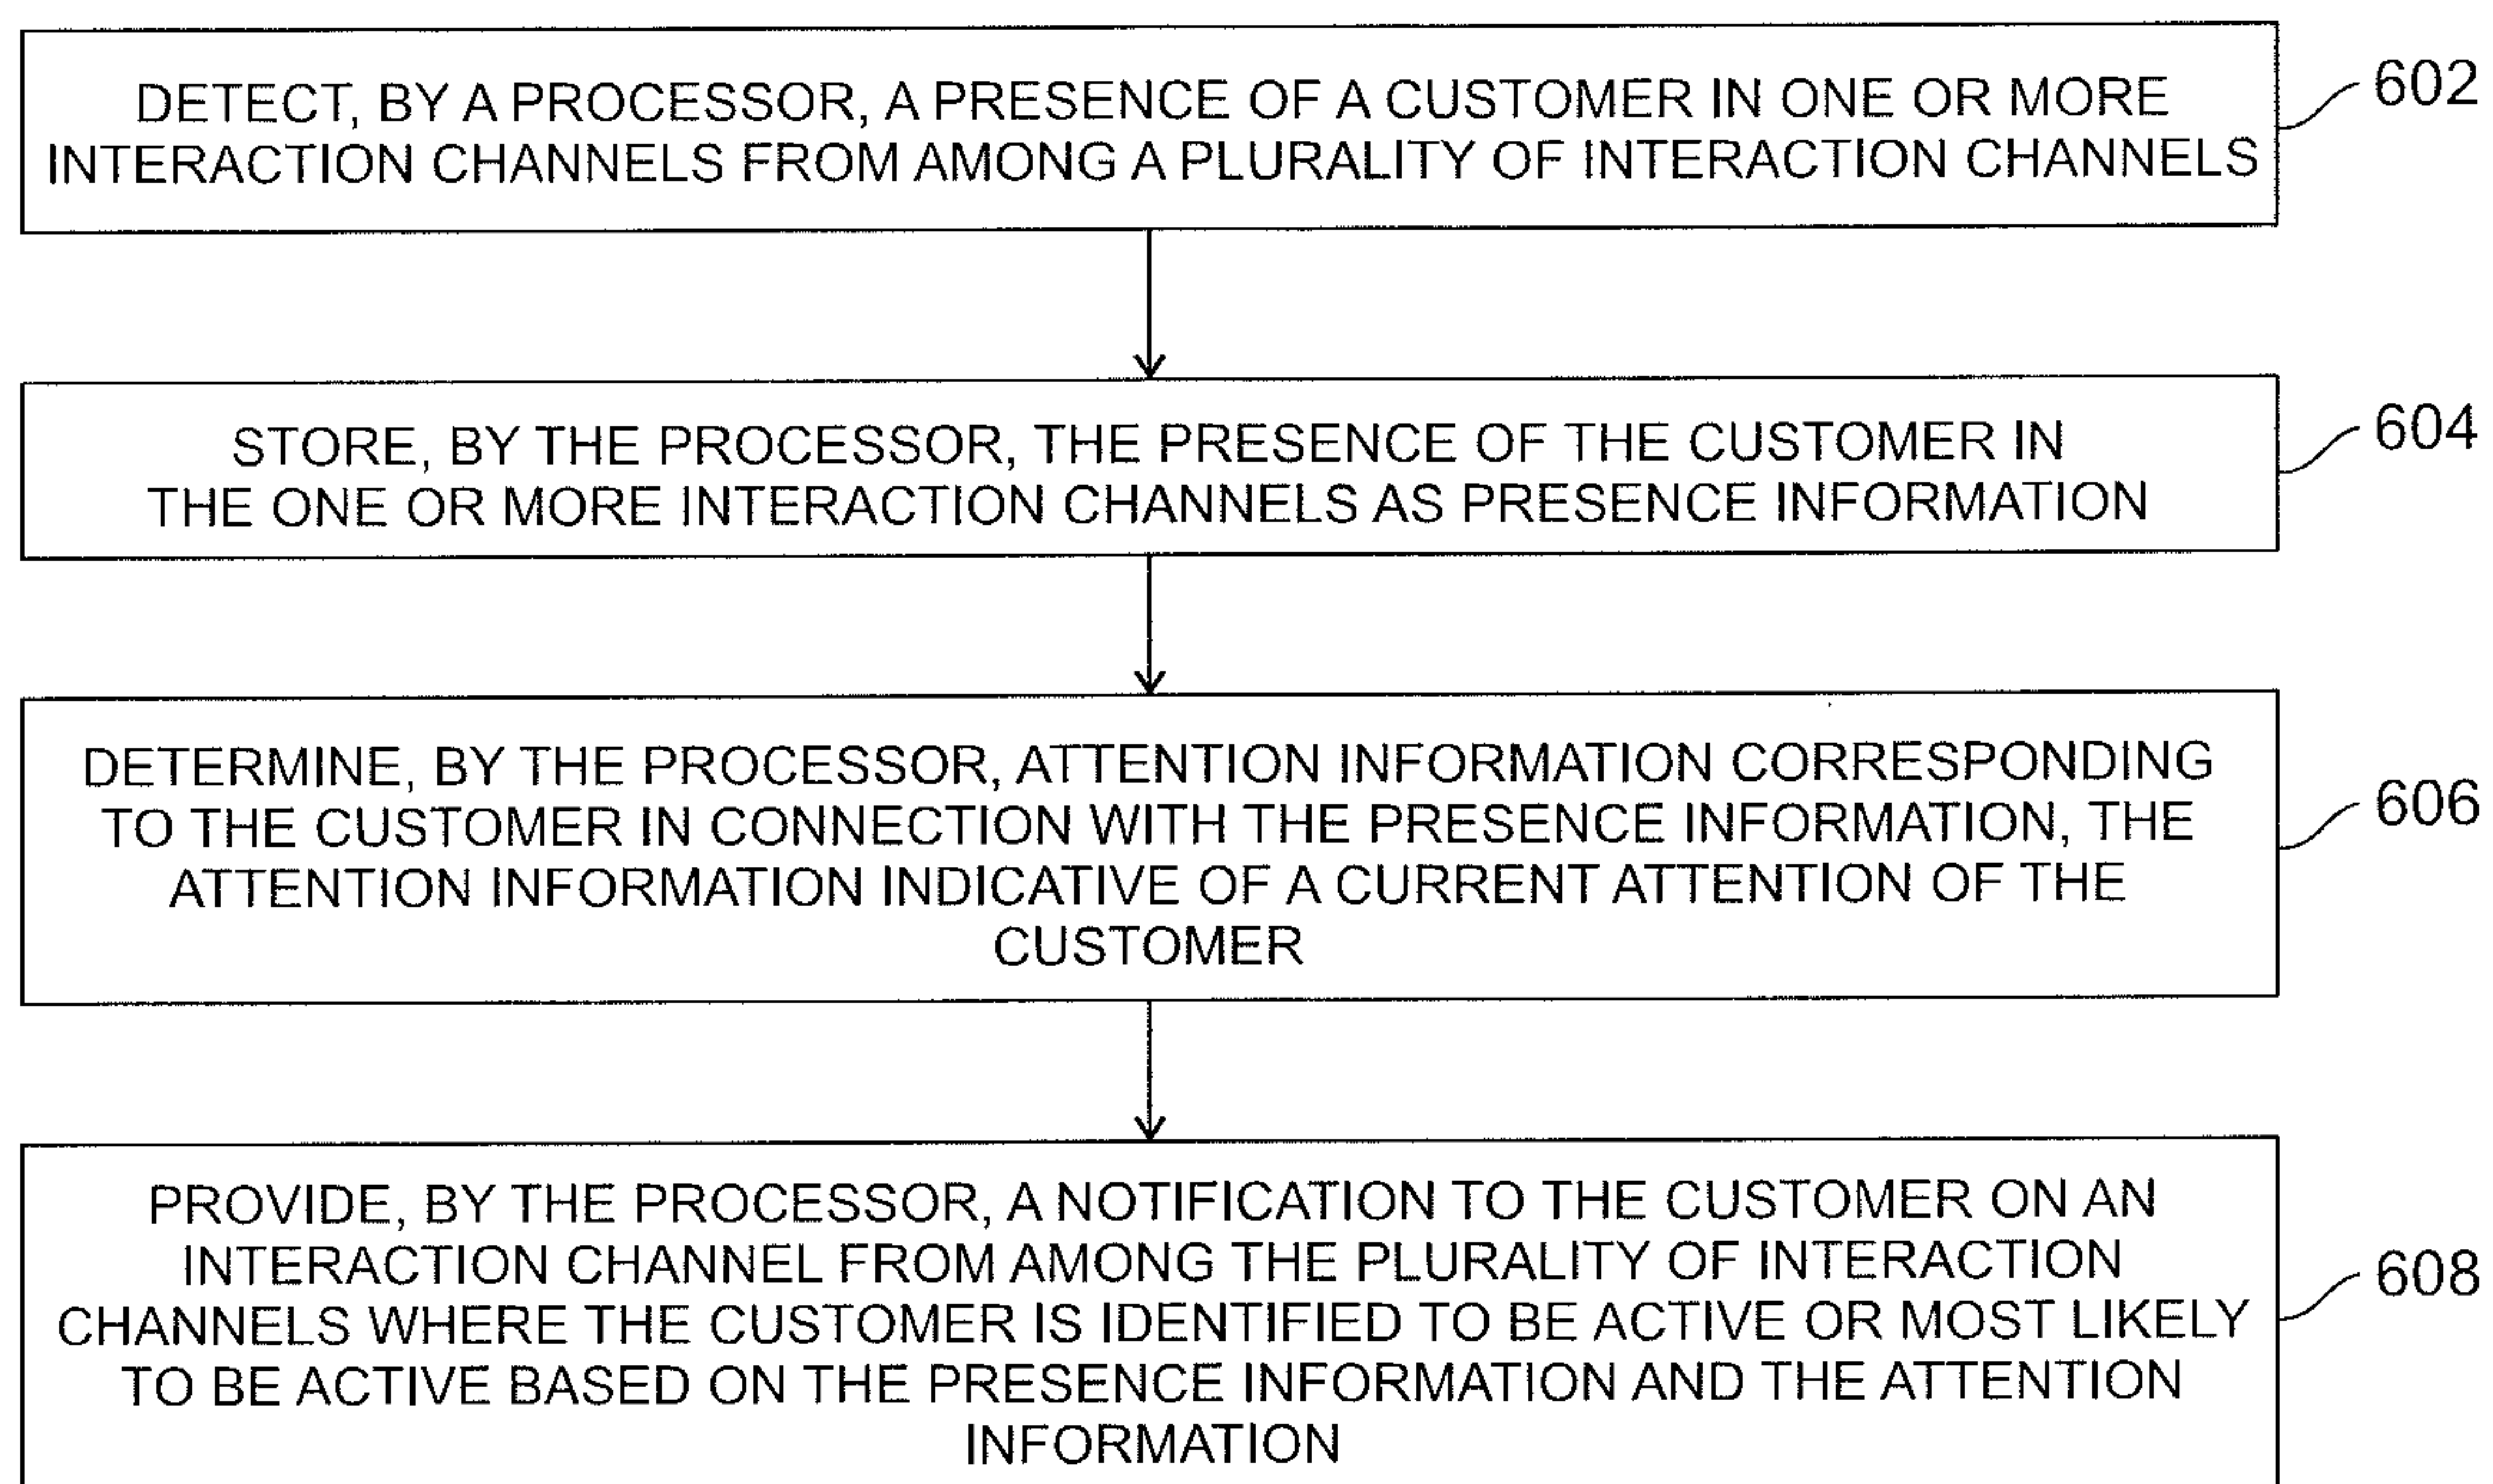 DETECT, BY A PROCESSOR, A PRESENCE OF A CUSTOMER IN ONE OR MORE
INTERACTION CHANNELS FROM AMONG A PLURALITY OF INTERACTION CHANNELS
602
STORE, BY THE PROCESSOR, THE PRESENCE OF THE CUSTOMER IN
THE ONE OR MORE INTERACTION CHANNELS AS PRESENCE INFORMATION
604
DETERMINE, BY THE PROCESSOR, ATTENTION INFORMATION CORRESPONDING
TO THE CUSTOMER IN CONNECTION WITH THE PRESENCE INFORMATION, THE
ATTENTION INFORMATION INDICATIVE OF A CURRENT ATTENTION OF THE
CUSTOMER
606
PROVIDE, BY THE PROCESSOR, A NOTIFICATION TO THE CUSTOMER ON AN
INTERACTION CHANNEL FROM AMONG THE PLURALITY OF INTERACTION
CHANNELS WHERE THE CUSTOMER IS IDENTIFIED TO BE ACTIVE OR MOST LIKELY
TO BE ACTIVE BASED ON THE PRESENCE INFORMATION AND THE ATTENTION
INFORMATION
608